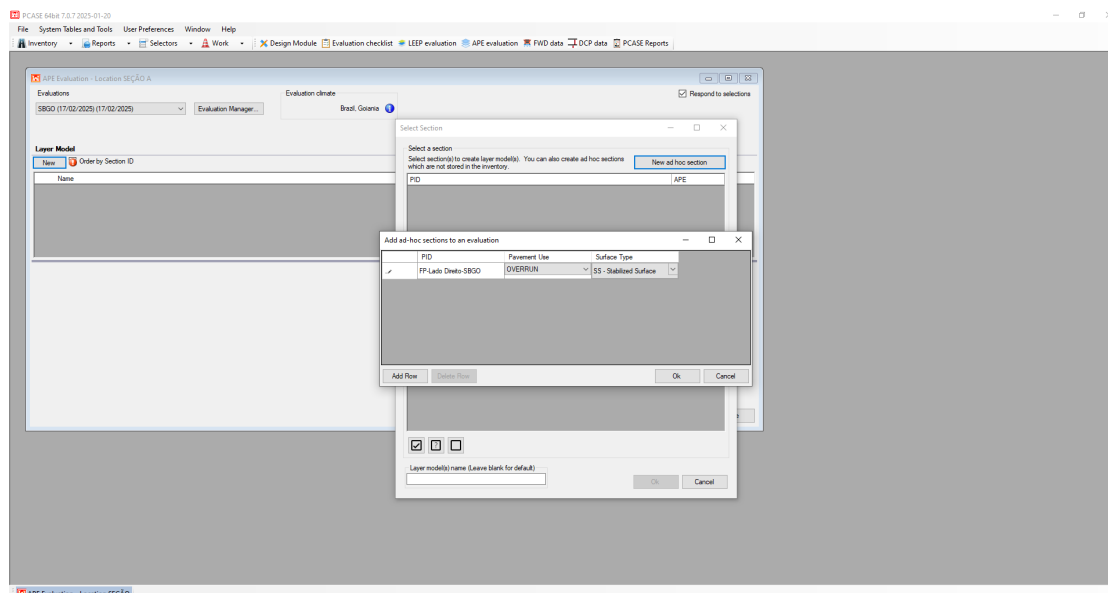 PCASE 64bit 7.0.7 2025-01-20
File System Tables and Tools User Preferences Window Help
Inventory Reports Selectors Work Design Module Evaluation checklist LEEP evaluation APE evaluation FWD data DCP data PCASE Reports
APE Evaluation - Location SEÇÃO A
Evaluations
Evaluation climate
Respond to selections
SBGO (17/02/2025) (17/02/2025)
Evaluation Manager...
Brazil, Goiania
Layer Model
New
Order by Section ID
Name
Select Section
Select a section
Select section(s) to create layer model(s). You can also create ad hoc sections
which are not stored in the inventory.
New ad hoc section
PID APE
Add ad-hoc sections to an evaluation
PID Pavement Use Surface Type
FP-Lado Direito-SBGO OVERRUN SS - Stabilized Surface
Add Row Delete Row Ok Cancel
Layer model(s) name (Leave blank for default)
Ok Cancel
APE Evaluation - Location SEÇÃO